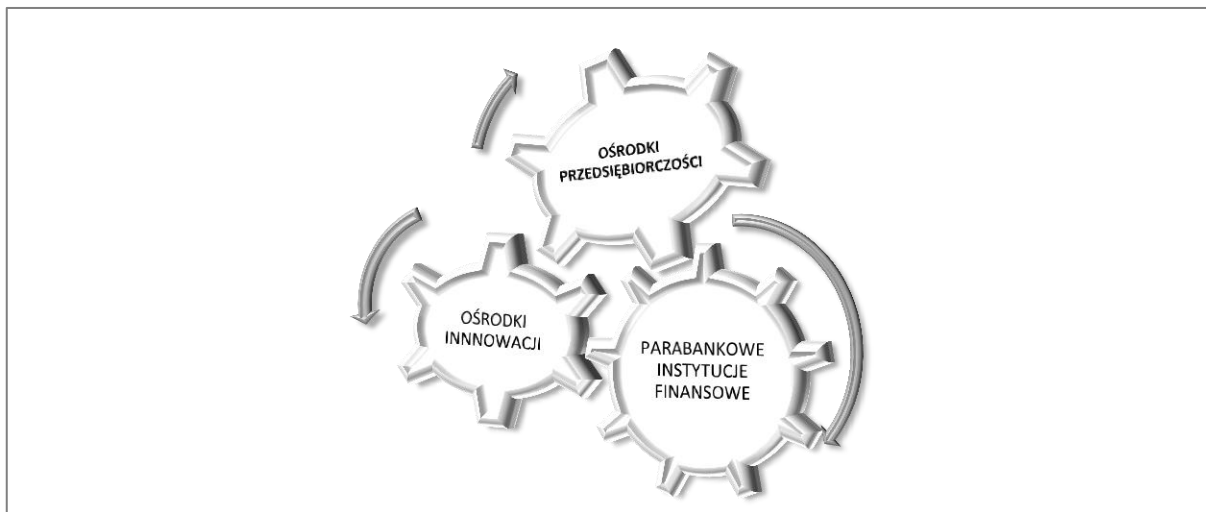 OŚRODKI
PRZEDSIĘBIORCZOŚCI
OŚRODKI
INNNOWACJI
PARABANKOWE
INSTYTUCJE
FINANSOWE